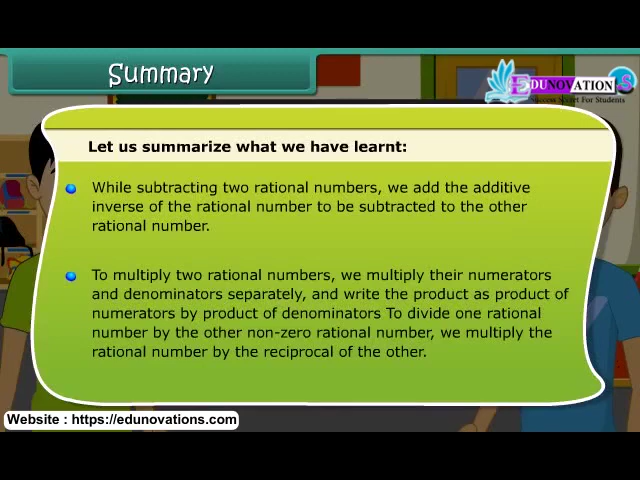 Summary
EDUNOVATION.S
Success Mantra For Students
Let us summarize what we have learnt:
While subtracting two rational numbers, we add the additive
inverse of the rational number to be subtracted to the other
rational number.
To multiply two rational numbers, we multiply their numerators
and denominators separately, and write the product as product of
numerators by product of denominators To divide one rational
number by the other non-zero rational number, we multiply the
rational number by the reciprocal of the other.
Website : https://edunovations.com